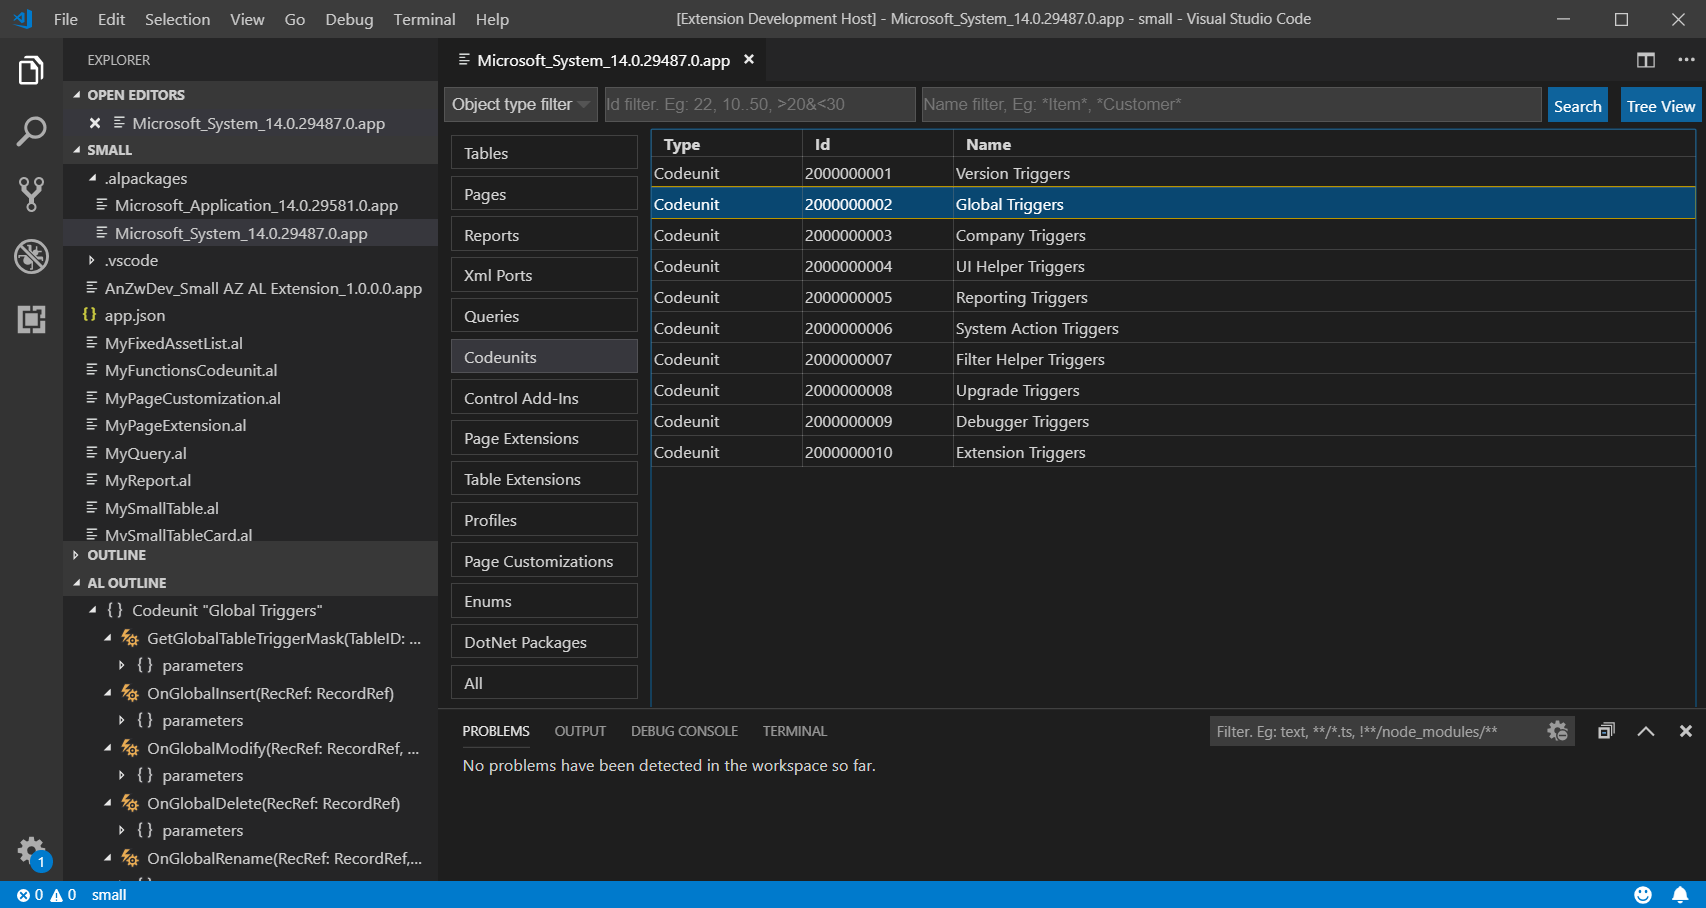 File Edit Selection View Go Debug Terminal Help
[Extension Development Host] - Microsoft_System_14.0.29487.0.app - small - Visual Studio Code
EXPLORER
OPEN EDITORS
Microsoft_System_14.0.29487.0.app
SMALL
.alpackages
Microsoft_Application_14.0.29581.0.app
Microsoft_System_14.0.29487.0.app
.vscode
AnZwDev_Small AZ AL Extension_1.0.0.0.app
{} app.json
MyFixedAssetList.al
MyFunctionsCodeunit.al
MyPageCustomization.al
MyPageExtension.al
MyQuery.al
MyReport.al
MySmallTable.al
MySmallTableCard.al
OUTLINE
AL OUTLINE
{} Codeunit "Global Triggers"
GetGlobalTableTriggerMask(TableID: ...
{} parameters
OnGlobalInsert(RecRef: RecordRef)
{} parameters
OnGlobalModify(RecRef: RecordRef, ...
{} parameters
OnGlobalDelete(RecRef: RecordRef)
{} parameters
OnGlobalRename(RecRef: RecordRef,...
1
Microsoft_System_14.0.29487.0.app
Object type filter
Id filter. Eg: 22, 10..50, >20&<30
Name filter, Eg: *Item*, *Customer*
Search
Tree View
Tables
Pages
Reports
Xml Ports
Queries
Codeunits
Control Add-Ins
Page Extensions
Table Extensions
Profiles
Page Customizations
Enums
DotNet Packages
All
Type Id Name
Codeunit 2000000001 Version Triggers
Codeunit 2000000002 Global Triggers
Codeunit 2000000003 Company Triggers
Codeunit 2000000004 UI Helper Triggers
Codeunit 2000000005 Reporting Triggers
Codeunit 2000000006 System Action Triggers
Codeunit 2000000007 Filter Helper Triggers
Codeunit 2000000008 Upgrade Triggers
Codeunit 2000000009 Debugger Triggers
Codeunit 2000000010 Extension Triggers
PROBLEMS OUTPUT DEBUG CONSOLE TERMINAL
Filter. Eg: text, **/*.ts, !**/node_modules/**
No problems have been detected in the workspace so far.
0 0 small